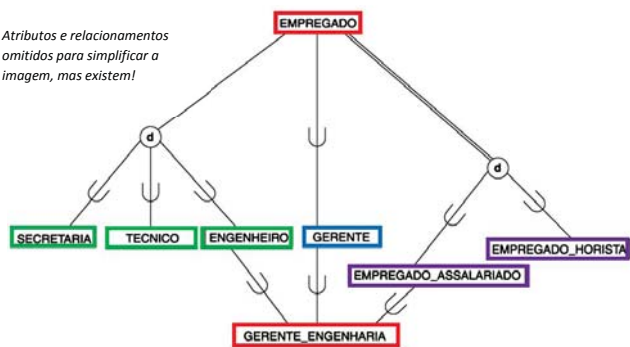 EMPREGADO
Atributos e relacionamentos
omitidos para simplificar a
imagem, mas existem!
d
d
SECRETARIA
TECNICO
ENGENHEIRO
GERENTE
EMPREGADO_HORISTA
EMPREGADO_ASSALARIADO
GERENTE_ENGENHARIA